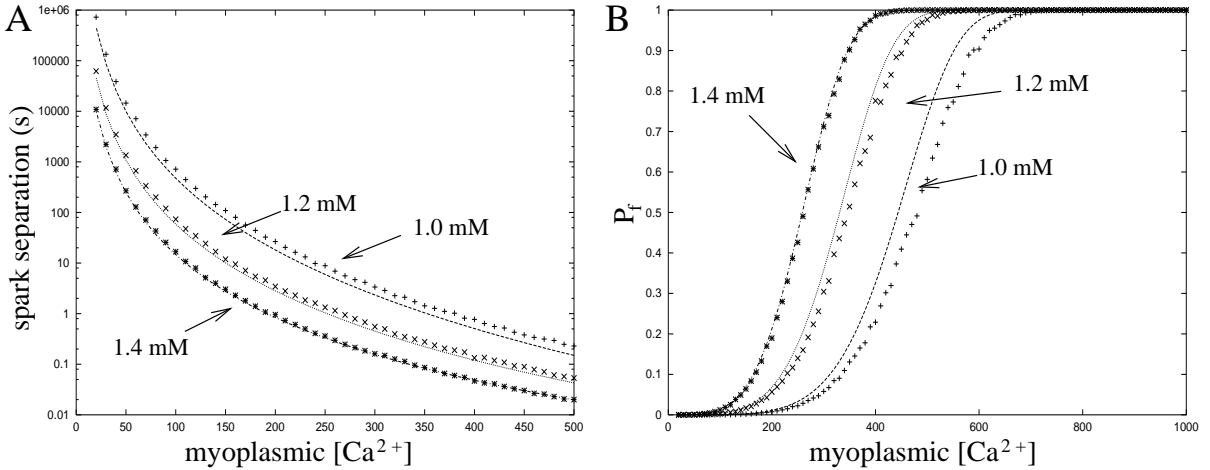 A
spark separation (s)
1e+06
100000
10000
1000
100
10
1
0.1
0.01
1.2 mM
1.0 mM
1.4 mM
0 50 100 150 200 250 300 350 400 450 500
myoplasmic [Ca²⁺]
B
P_f
1
0.9
0.8
0.7
0.6
0.5
0.4
0.3
0.2
0.1
0
1.4 mM
1.2 mM
1.0 mM
0 200 400 600 800 1000
myoplasmic [Ca²⁺]